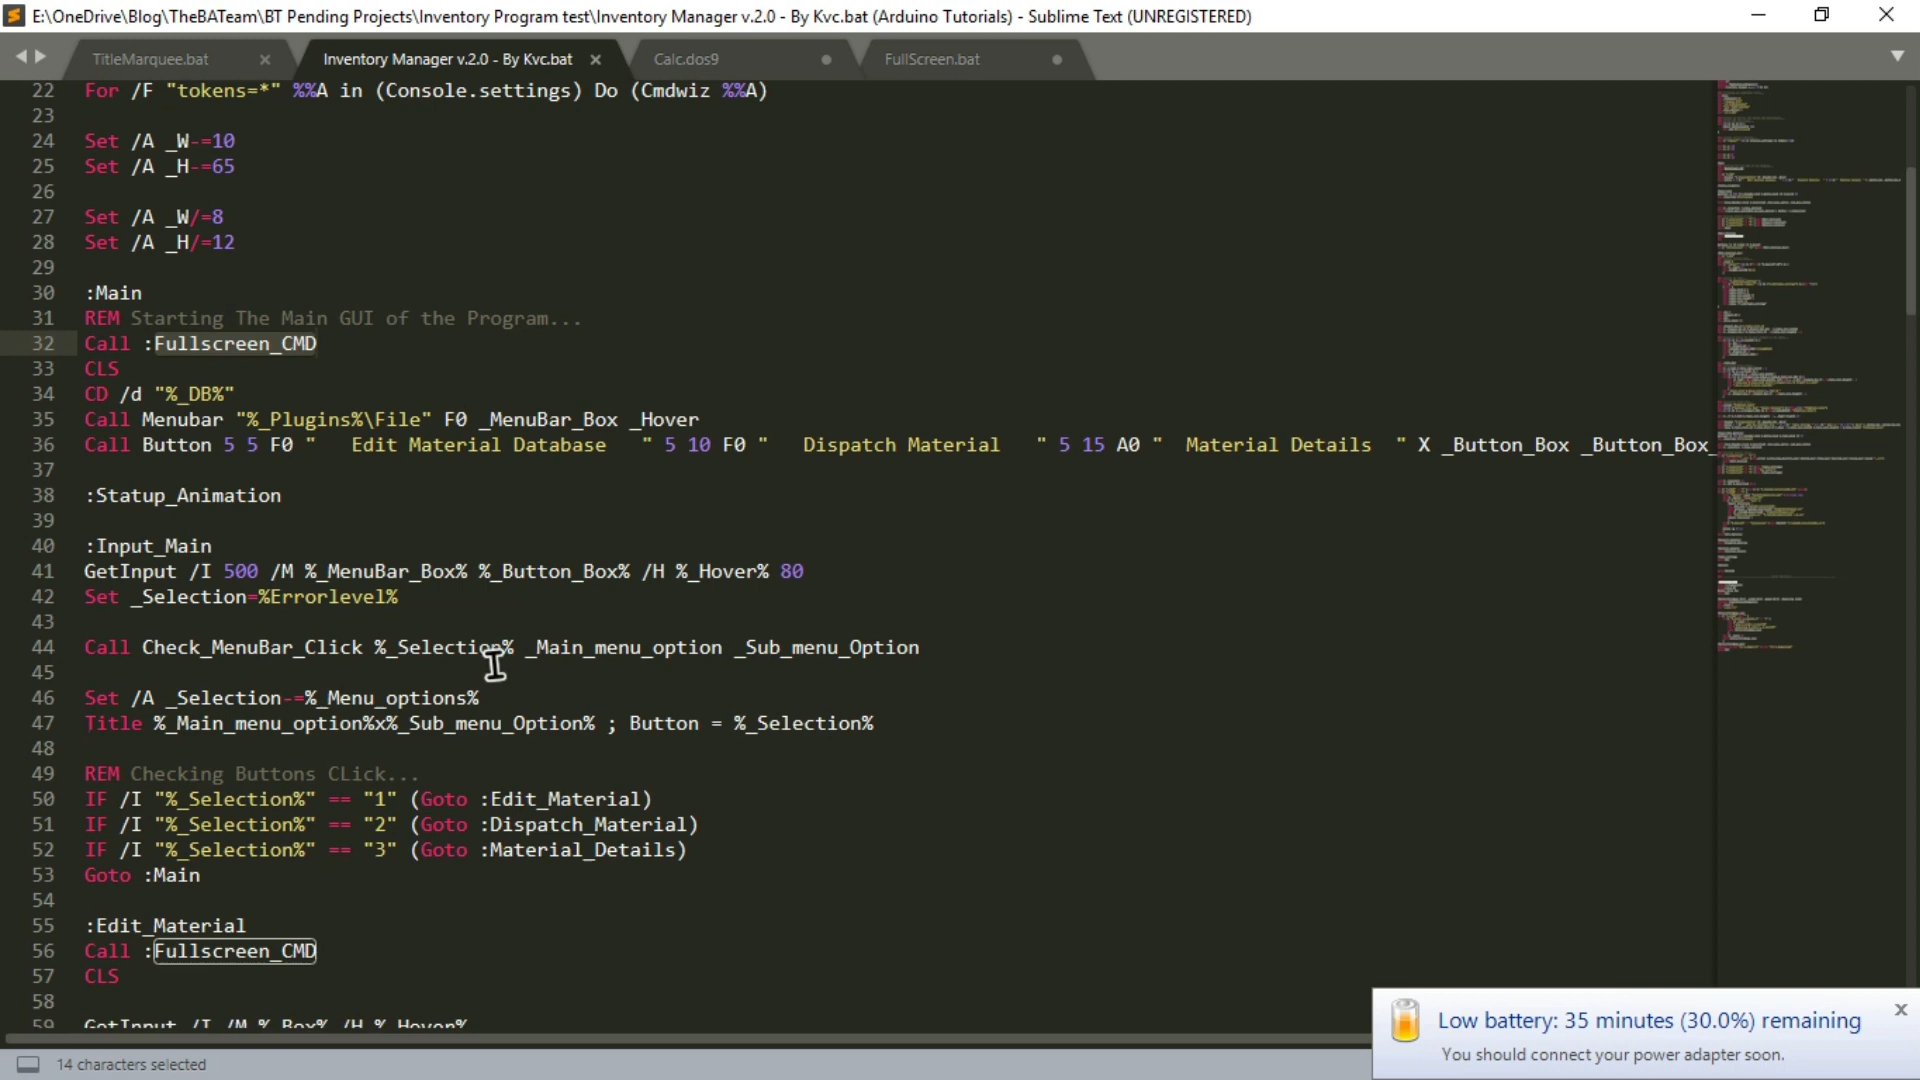 E:\OneDrive\Blog\TheBATeam\BT Pending Projects\Inventory Program test\Inventory Manager v.2.0 - By Kvc.bat (Arduino Tutorials) - Sublime Text (UNREGISTERED)
TitleMarquee.bat
Inventory Manager v.2.0 - By Kvc.bat
Calc.dos9
FullScreen.bat
22 For /F "tokens=*" %%A in (Console.settings) Do (Cmdwiz %%A)
23
24 Set /A _W-=10
25 Set /A _H-=65
26
27 Set /A _W/=8
28 Set /A _H/=12
29
30 :Main
31 REM Starting The Main GUI of the Program...
32 Call :Fullscreen_CMD
33 CLS
34 CD /d "%_DB%"
35 Call Menubar "%_Plugins%\File" F0 _MenuBar_Box _Hover
36 Call Button 5 5 F0 "   Edit Material Database   " 5 10 F0 "   Dispatch Material   " 5 15 A0 "  Material Details  " X _Button_Box _Button_Box_
37
38 :Statup_Animation
39
40 :Input_Main
41 GetInput /I 500 /M %_MenuBar_Box% %_Button_Box% /H %_Hover% 80
42 Set _Selection=%Errorlevel%
43
44 Call Check_MenuBar_Click %_Selection% _Main_menu_option _Sub_menu_Option
45
46 Set /A _Selection-=%_Menu_options%
47 Title %_Main_menu_option%x%_Sub_menu_Option% ; Button = %_Selection%
48
49 REM Checking Buttons CLick...
50 IF /I "%_Selection%" == "1" (Goto :Edit_Material)
51 IF /I "%_Selection%" == "2" (Goto :Dispatch_Material)
52 IF /I "%_Selection%" == "3" (Goto :Material_Details)
53 Goto :Main
54
55 :Edit_Material
56 Call :Fullscreen_CMD
57 CLS
58
59 GetInput /I /M %_Box% /H %_Hover%
Low battery: 35 minutes (30.0%) remaining
You should connect your power adapter soon.
14 characters selected